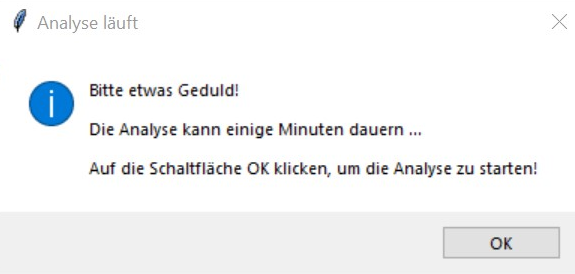 Analyse läuft
Bitte etwas Geduld!
Die Analyse kann einige Minuten dauern ...
Auf die Schaltfläche OK klicken, um die Analyse zu starten!
OK